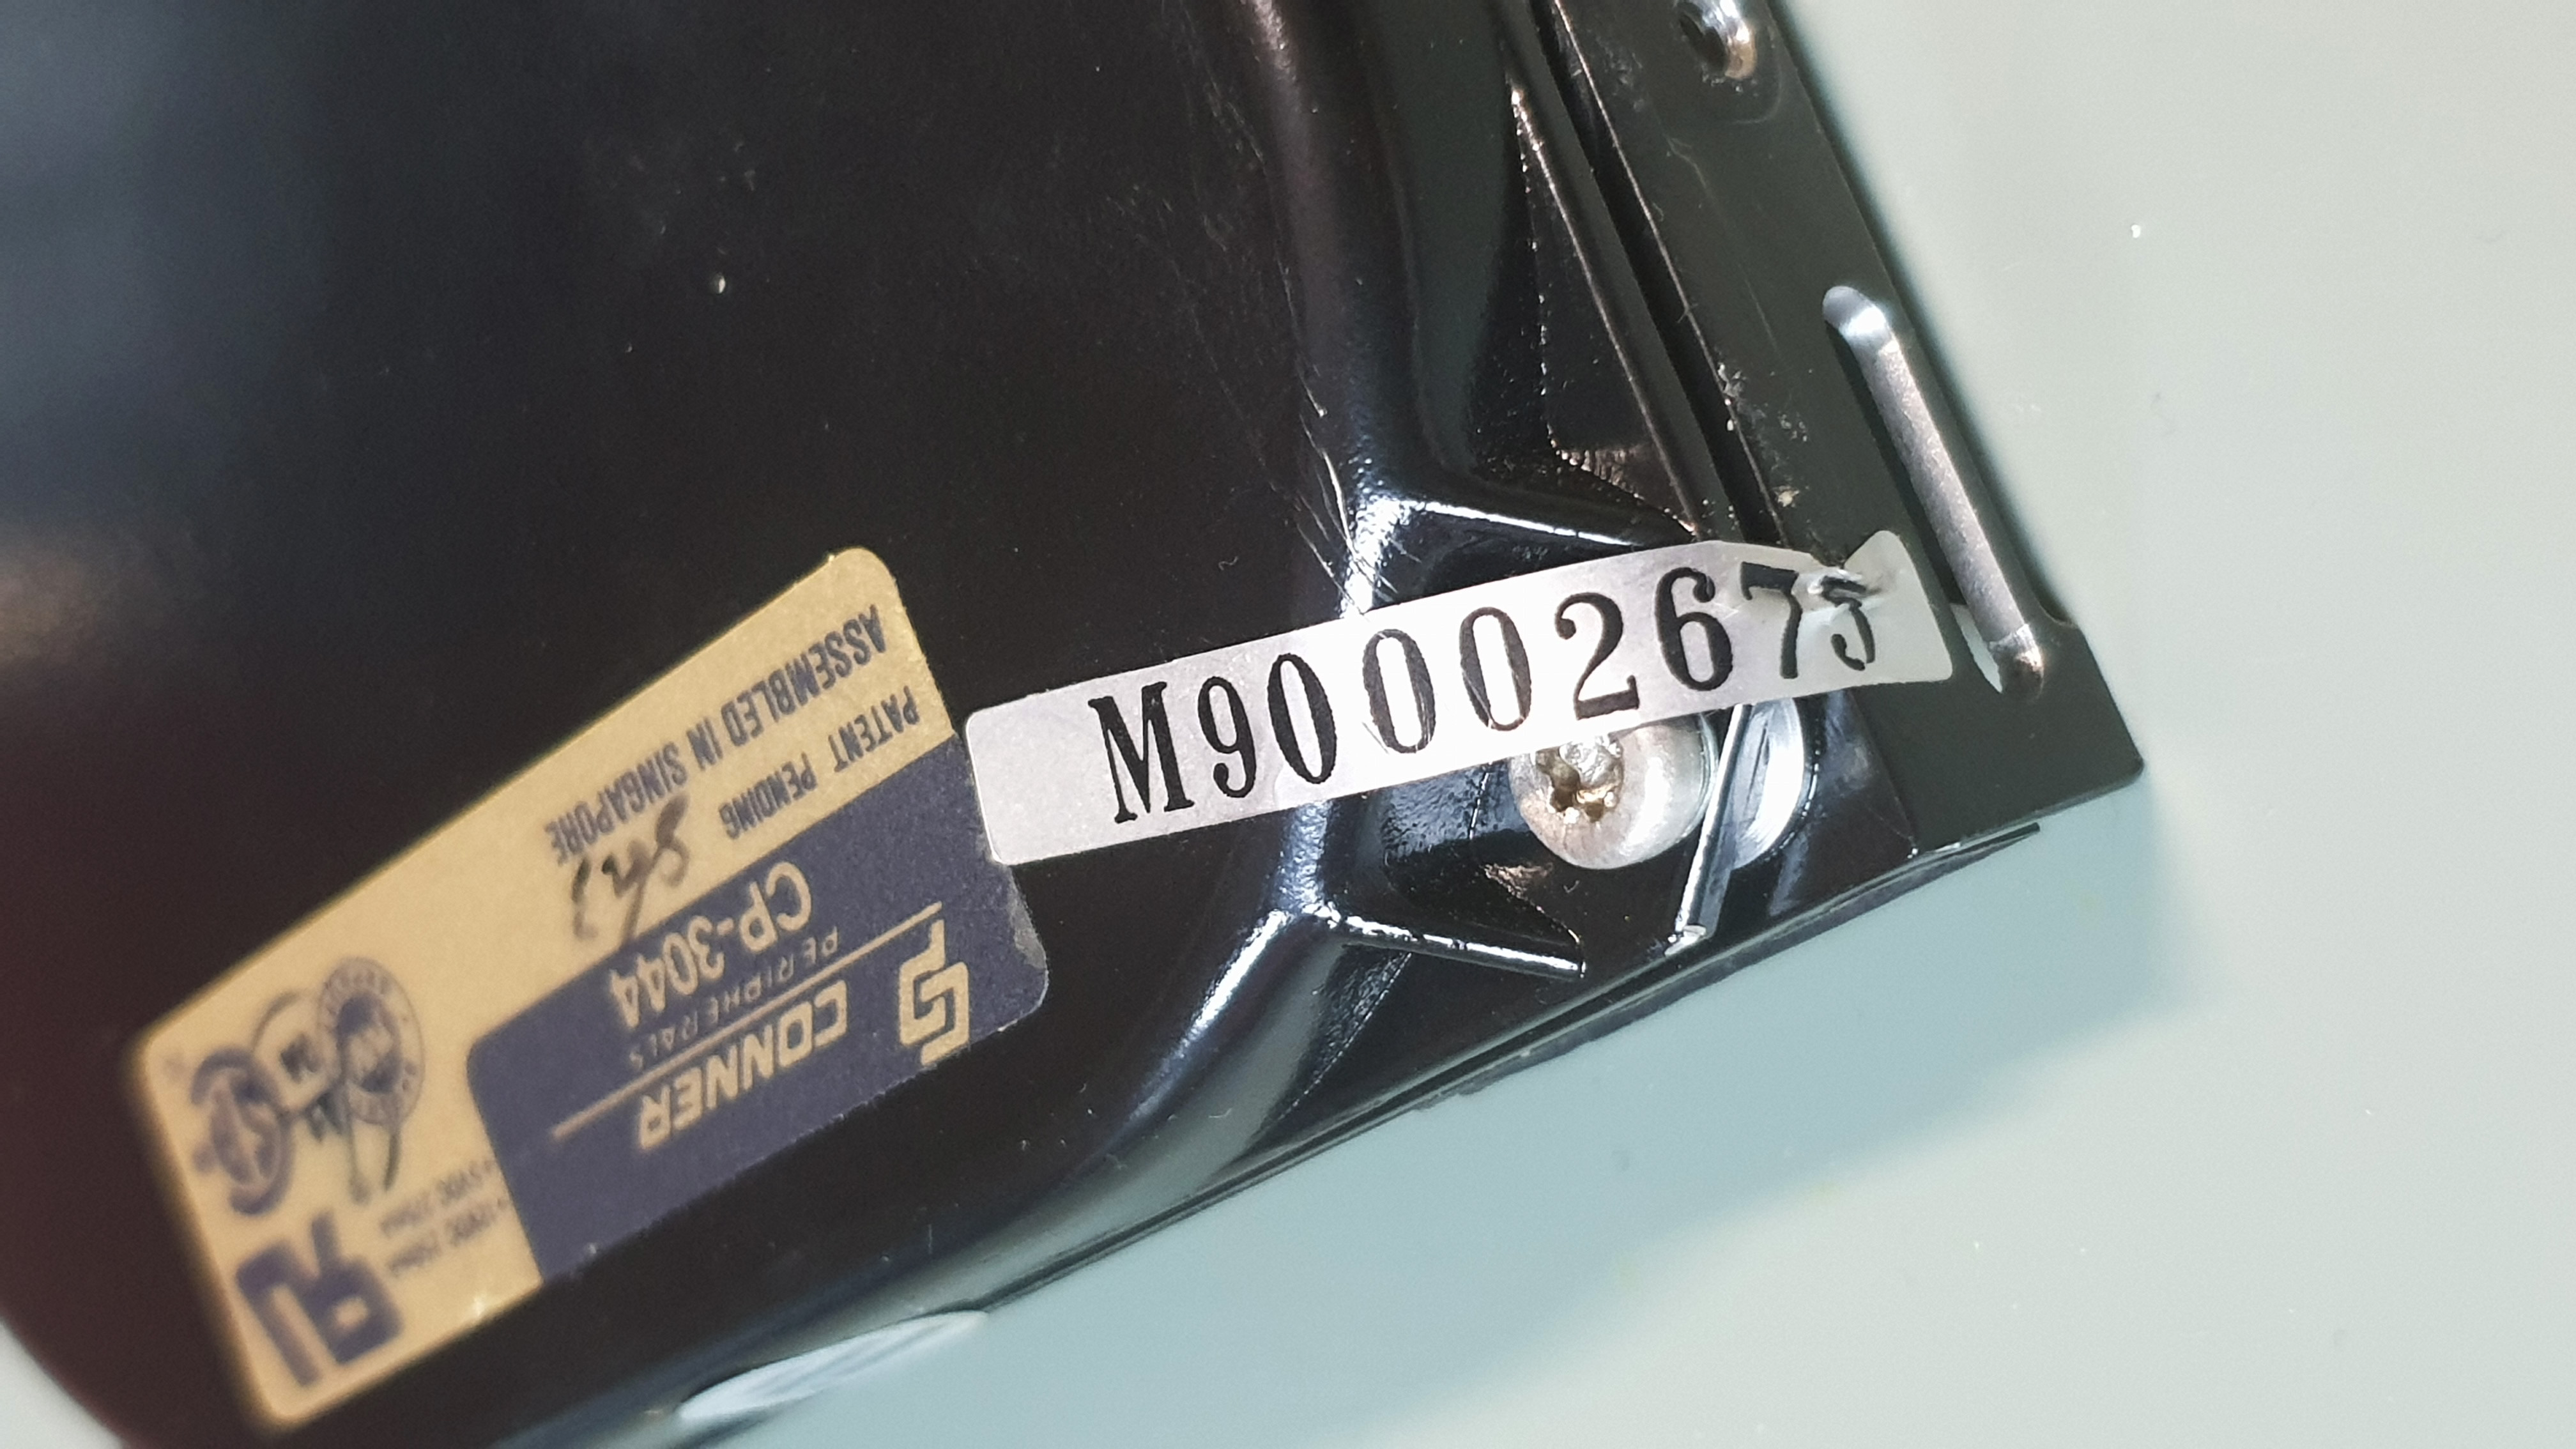 M90002675
CONNER
PERIPHERALS
CP-3044
PATENT PENDING
ASSEMBLED IN SINGAPORE